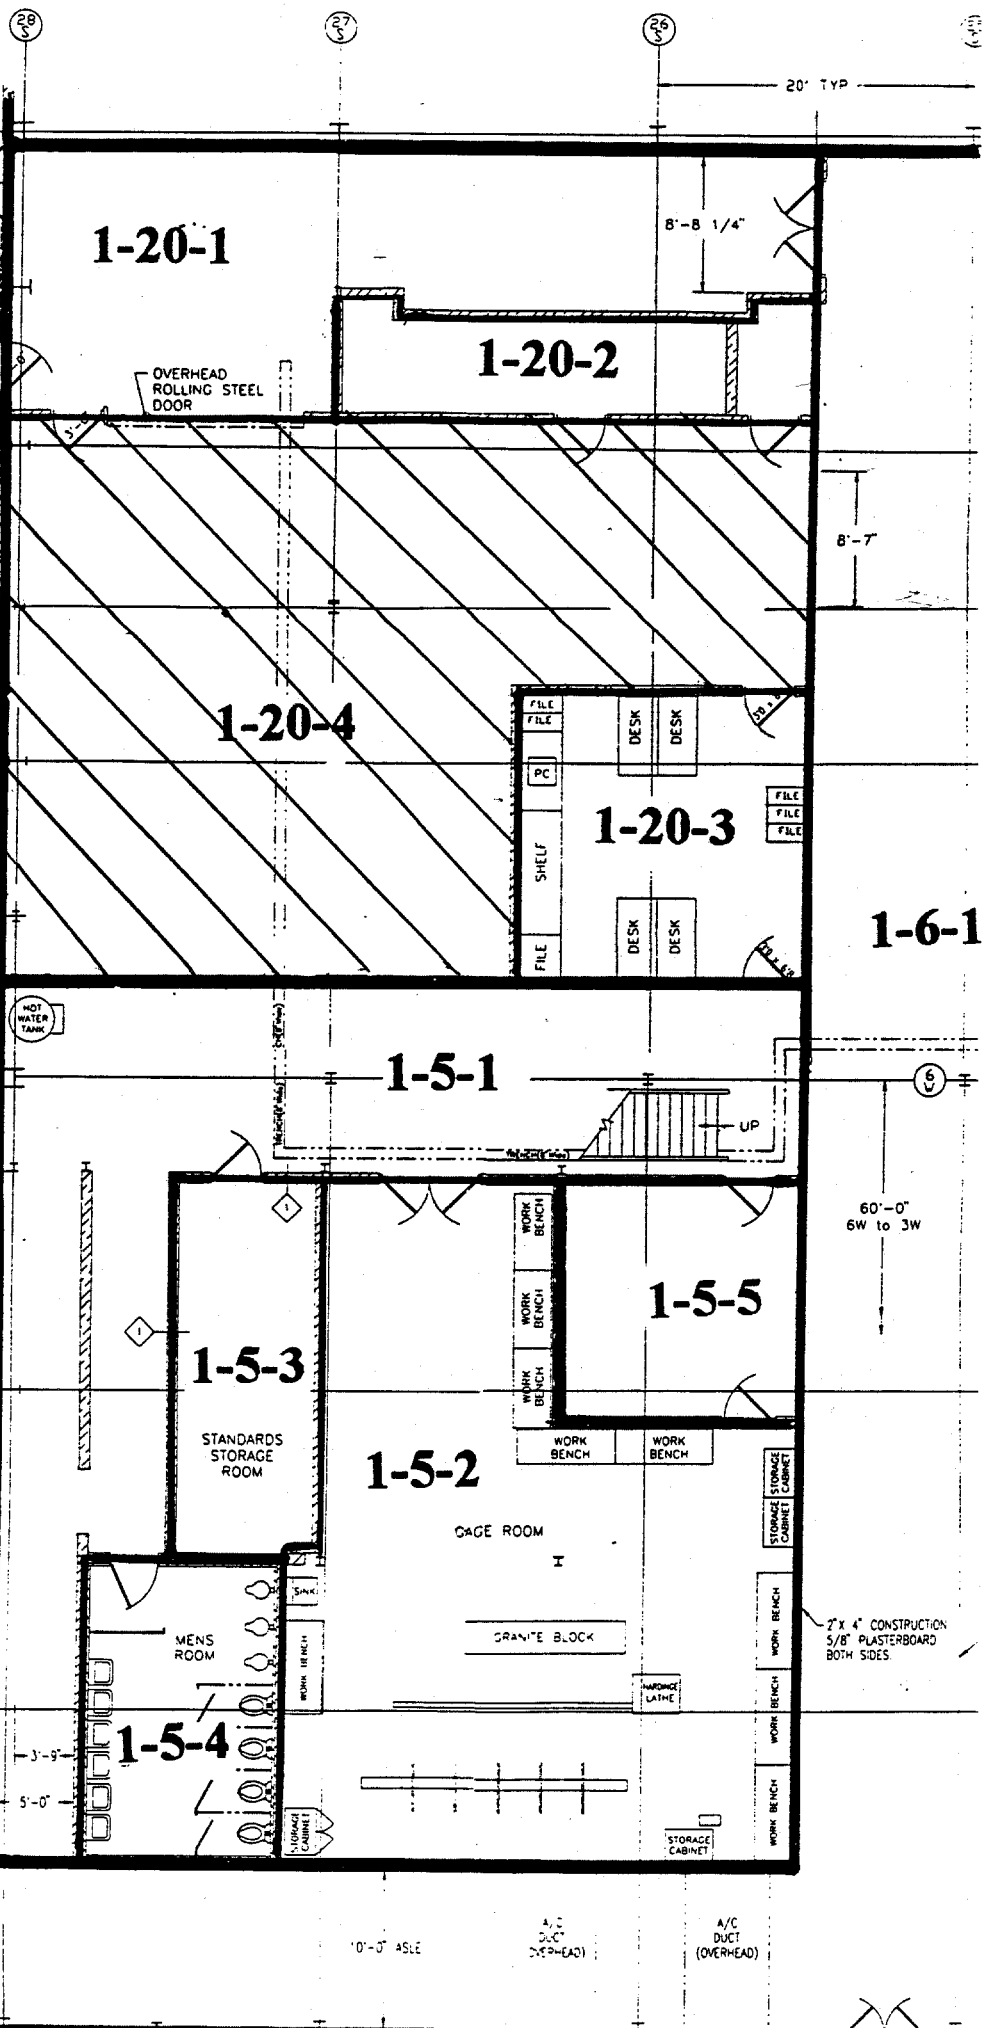 28
S
27
S
26
S
20' TYP
8'-8 1/4"
1-20-1
1-20-2
OVERHEAD
ROLLING STEEL
DOOR
8'-7"
1-20-4
FILE
FILE
DESK
DESK
PC
FILE
FILE
FILE
1-20-3
SHELF
FILE
DESK
DESK
1-6-1
HOT
WATER
TANK
1-5-1
6
W
UP
1
WORK
BENCH
60'-0"
6W to 3W
WORK
BENCH
1-5-5
1
1-5-3
WORK
BENCH
STANDARDS
STORAGE
ROOM
WORK
BENCH
WORK
BENCH
1-5-2
STORAGE
CABINET
STORAGE
CABINET
GAGE ROOM
SINK
WORK BENCH
2" X 4" CONSTRUCTION
5/8" PLASTERBOARD
BOTH SIDES.
MENS
ROOM
GRANITE BLOCK
WORK BENCH
HARDINGE
LATHE
WORK BENCH
1-5-4
3'-9"
5'-0"
WORK BENCH
STORAGE
CABINET
STORAGE
CABINET
A/C
DUCT
(OVERHEAD)